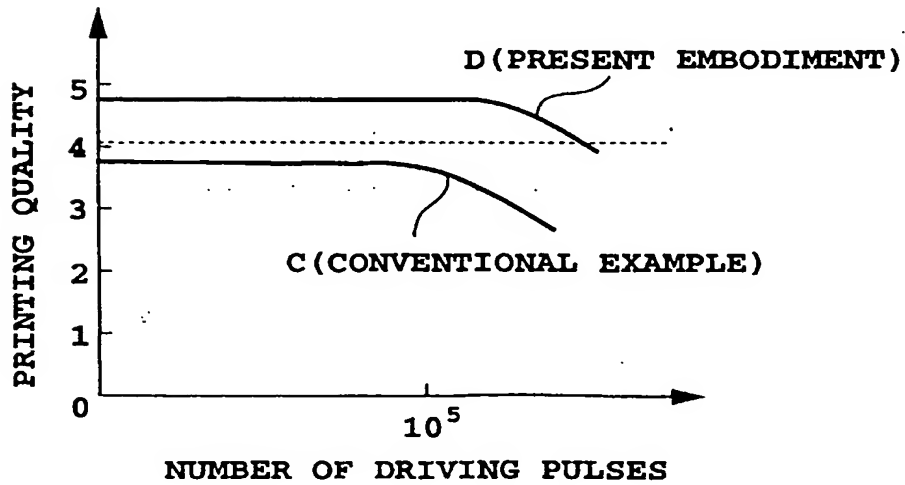 D(PRESENT EMBODIMENT)
5
4
3
2
1
0
PRINTING QUALITY
C(CONVENTIONAL EXAMPLE)
10^5
NUMBER OF DRIVING PULSES